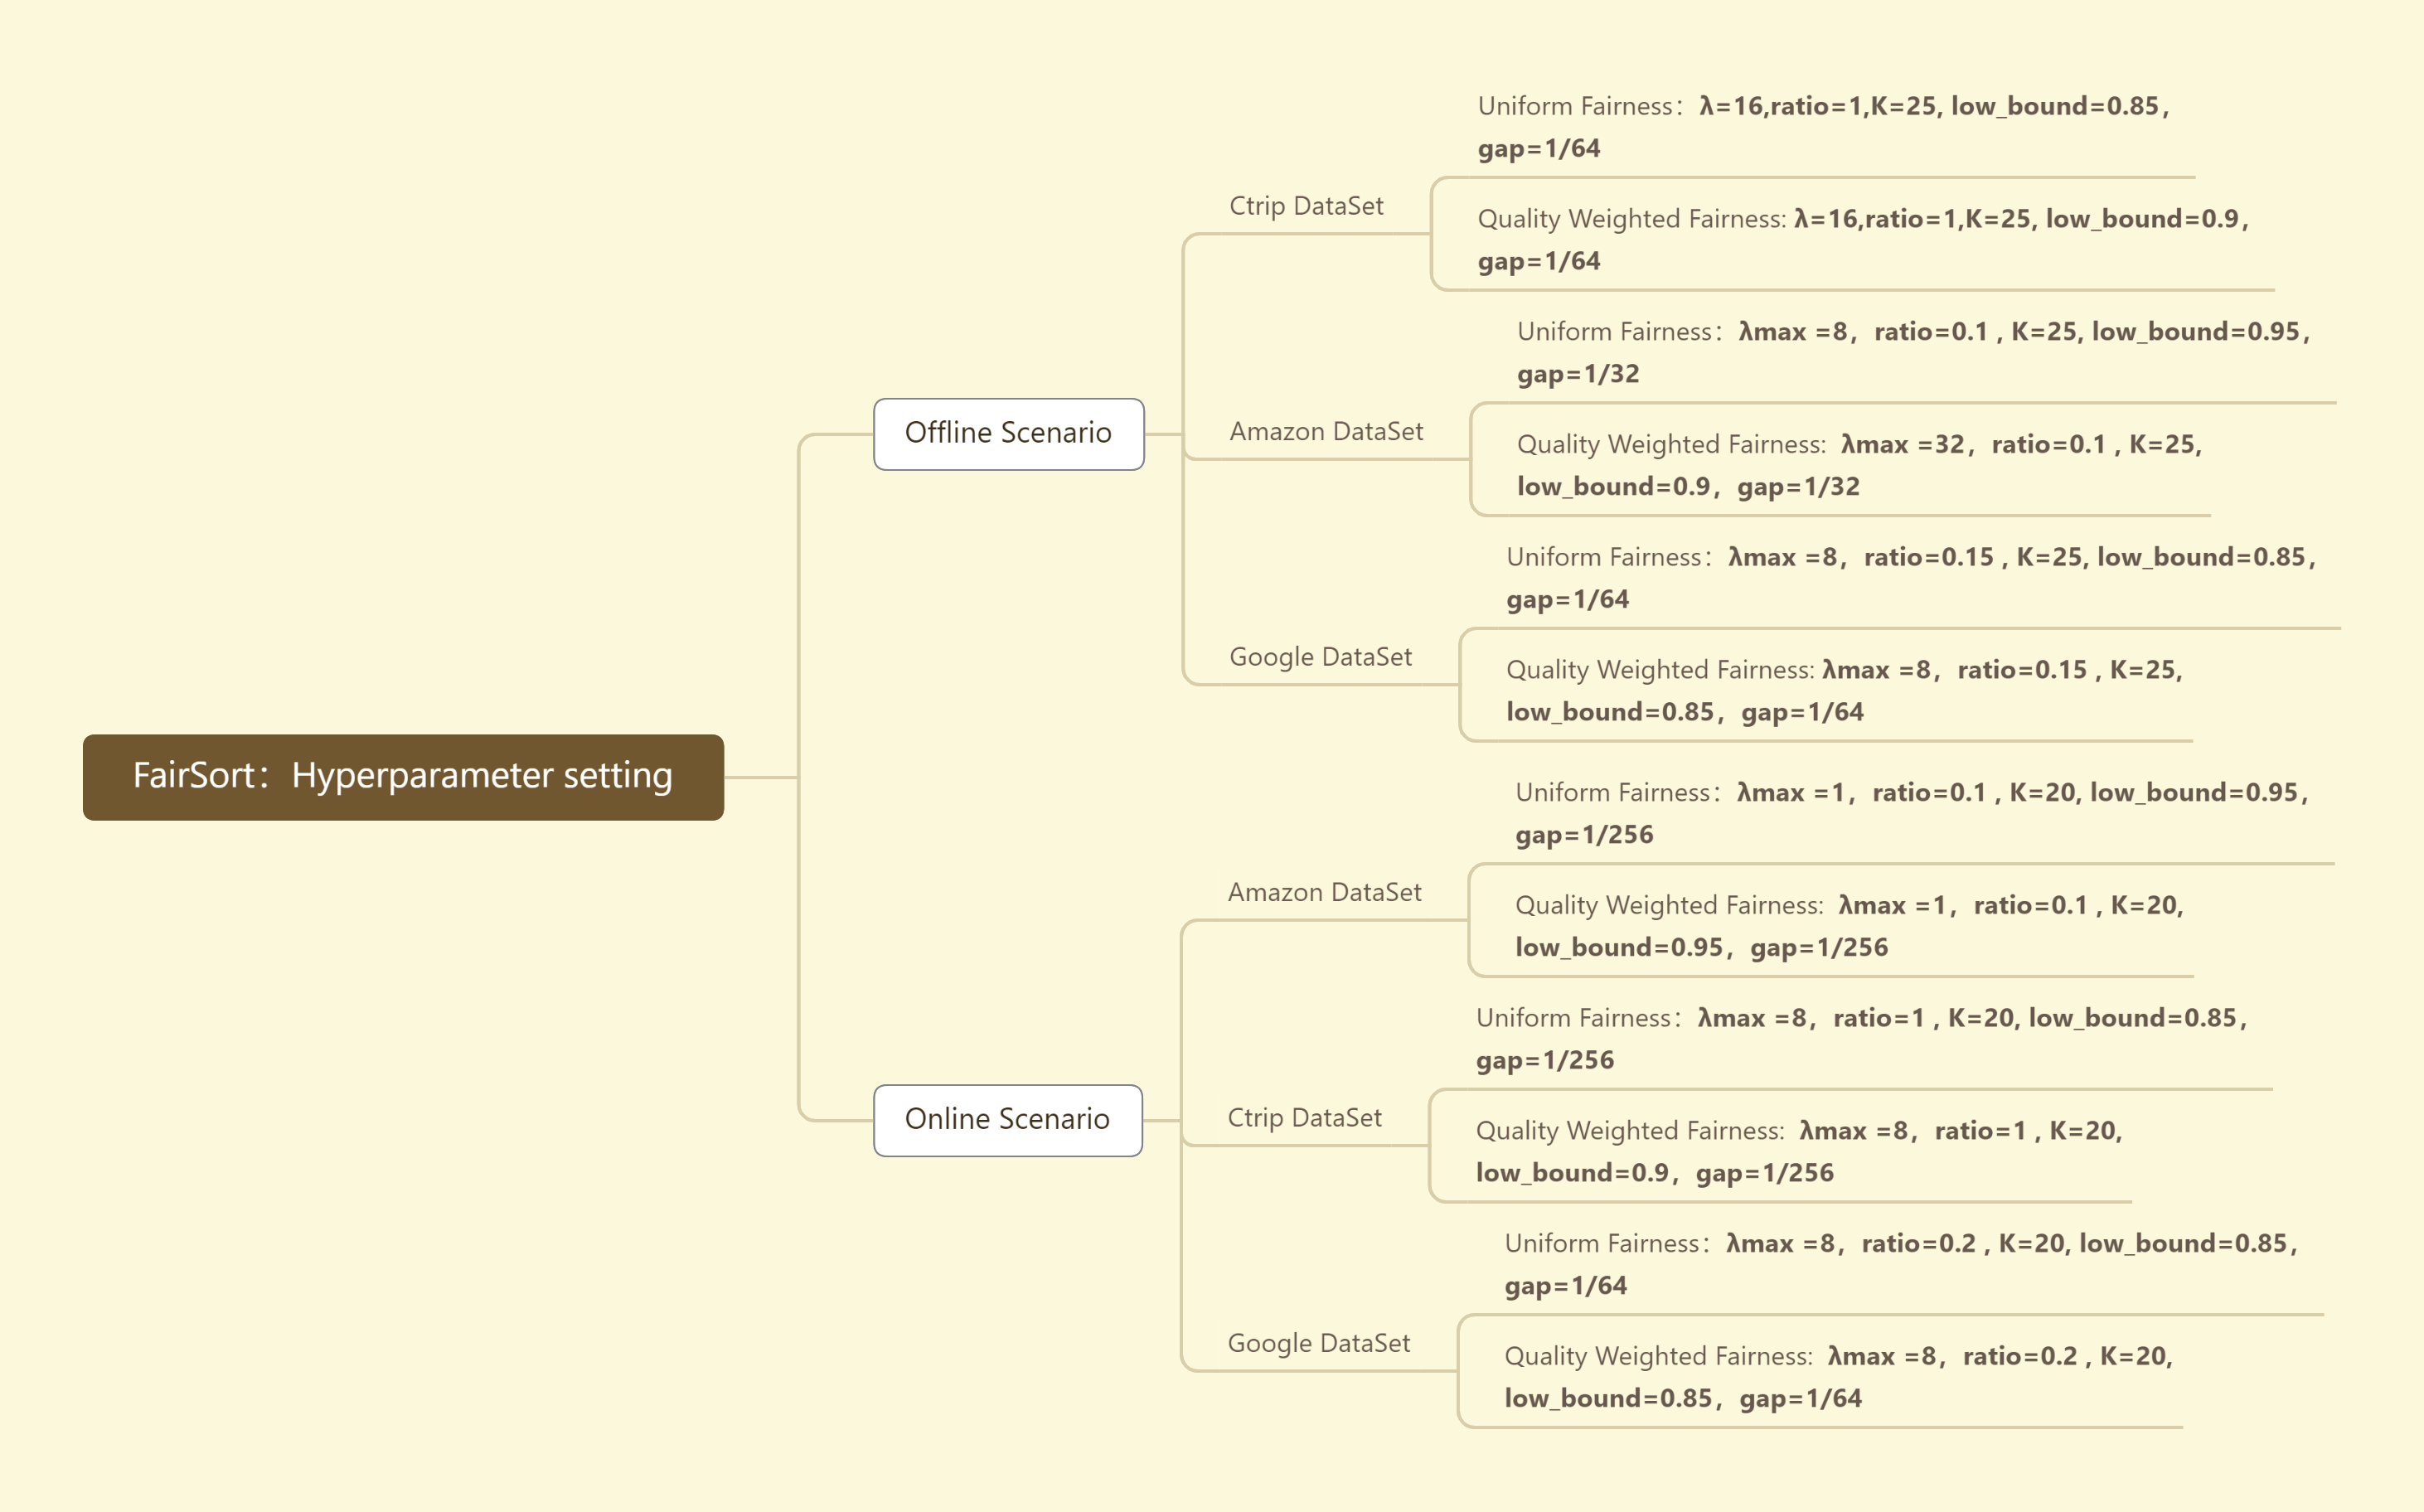 FairSort：Hyperparameter setting
Offline Scenario
Ctrip DataSet
Uniform Fairness：λ=16,ratio=1,K=25, low_bound=0.85，
gap=1/64
Quality Weighted Fairness: λ=16,ratio=1,K=25, low_bound=0.9，
gap=1/64
Amazon DataSet
Uniform Fairness：λmax =8，ratio=0.1 , K=25, low_bound=0.95，
gap=1/32
Quality Weighted Fairness:  λmax =32，ratio=0.1 , K=25,
low_bound=0.9，gap=1/32
Google DataSet
Uniform Fairness：λmax =8，ratio=0.15 , K=25, low_bound=0.85，
gap=1/64
Quality Weighted Fairness: λmax =8，ratio=0.15 , K=25,
low_bound=0.85，gap=1/64
Online Scenario
Amazon DataSet
Uniform Fairness：λmax =1，ratio=0.1 , K=20, low_bound=0.95，
gap=1/256
Quality Weighted Fairness:  λmax =1，ratio=0.1 , K=20,
low_bound=0.95，gap=1/256
Ctrip DataSet
Uniform Fairness：λmax =8，ratio=1 , K=20, low_bound=0.85，
gap=1/256
Quality Weighted Fairness:  λmax =8，ratio=1 , K=20,
low_bound=0.9，gap=1/256
Google DataSet
Uniform Fairness：λmax =8，ratio=0.2 , K=20, low_bound=0.85，
gap=1/64
Quality Weighted Fairness:  λmax =8，ratio=0.2 , K=20,
low_bound=0.85，gap=1/64